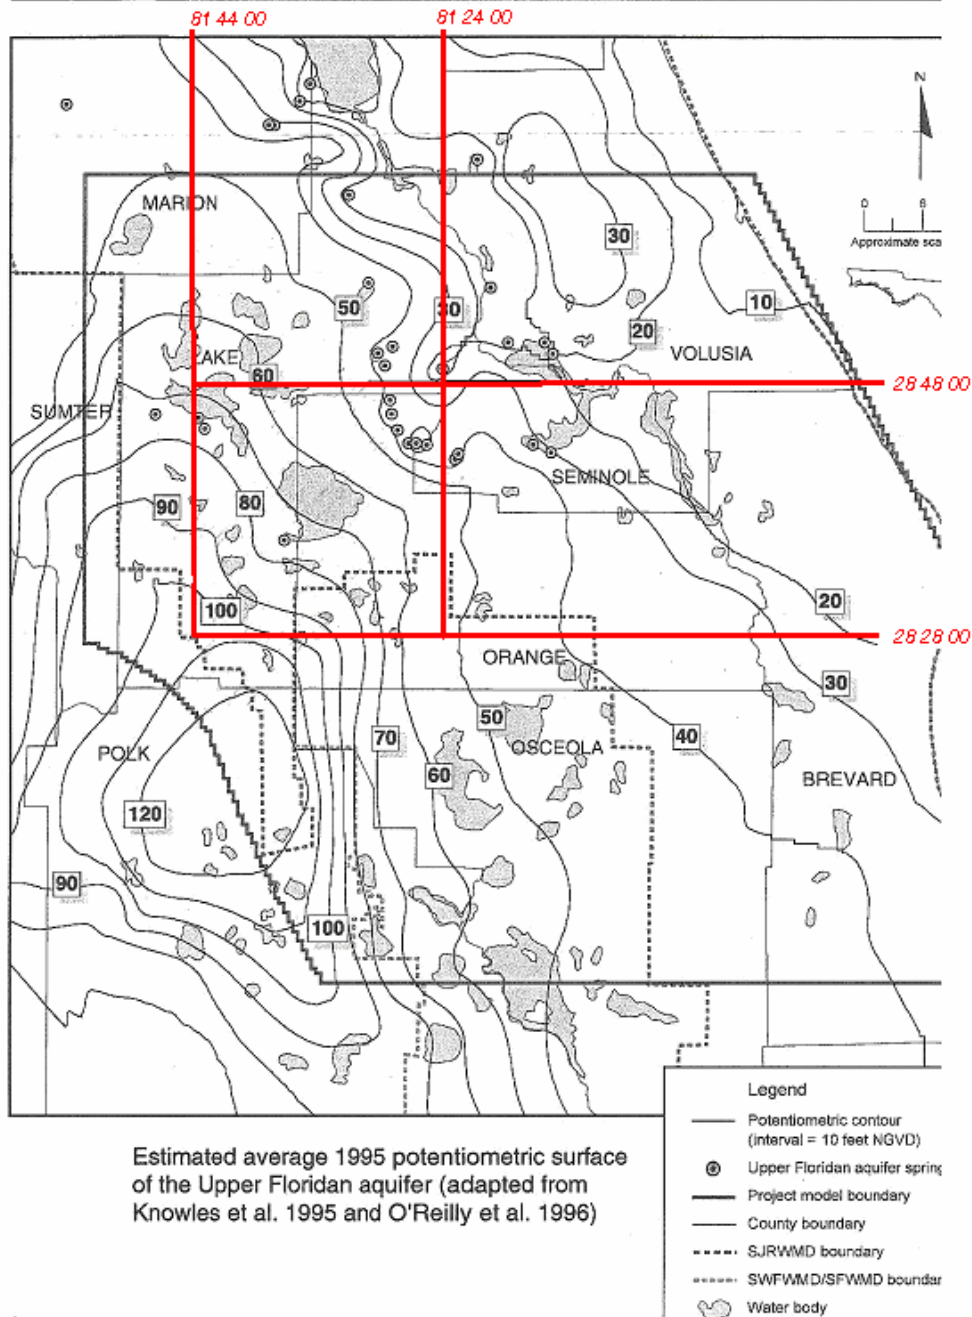 81 44 00
81 24 00
N
MARION
30
0 6
Approximate sca
50
30
10
20
VOLUSIA
LAKE
60
28 48 00
SUMTER
SEMINOLE
90
80
100
20
28 28 00
ORANGE
30
50
70
40
POLK
OSCEOLA
60
BREVARD
120
90
100
Legend
Potentiometric contour
(interval = 10 feet NGVD)
Upper Floridan aquifer spring
Project model boundary
County boundary
SJRWMD boundary
SWFWMD/SFWMD boundar
Water body
Estimated average 1995 potentiometric surface
of the Upper Floridan aquifer (adapted from
Knowles et al. 1995 and O'Reilly et al. 1996)